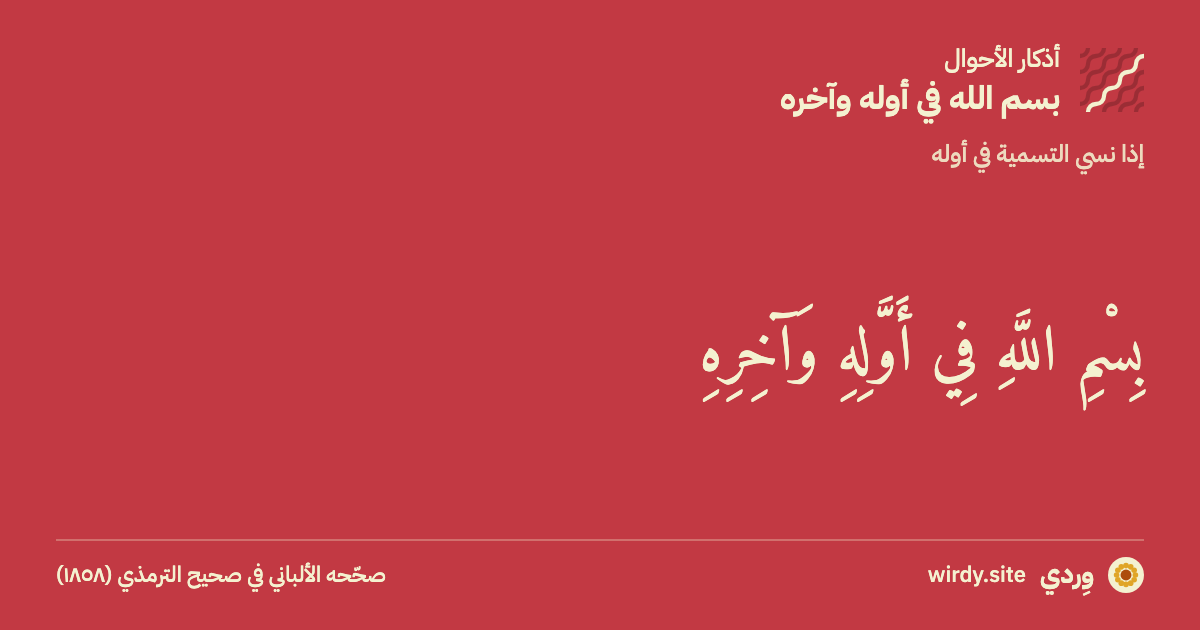 أذكار الأحوال
بسم الله في أوله وآخره
إذا نسي التسمية في أوله
بِسْمِ اللَّهِ فِي أَوَّلِهِ وَآخِرِهِ
وِردي wirdy.site
صحّحه الألباني في صحيح الترمذي (١٨٥٨)